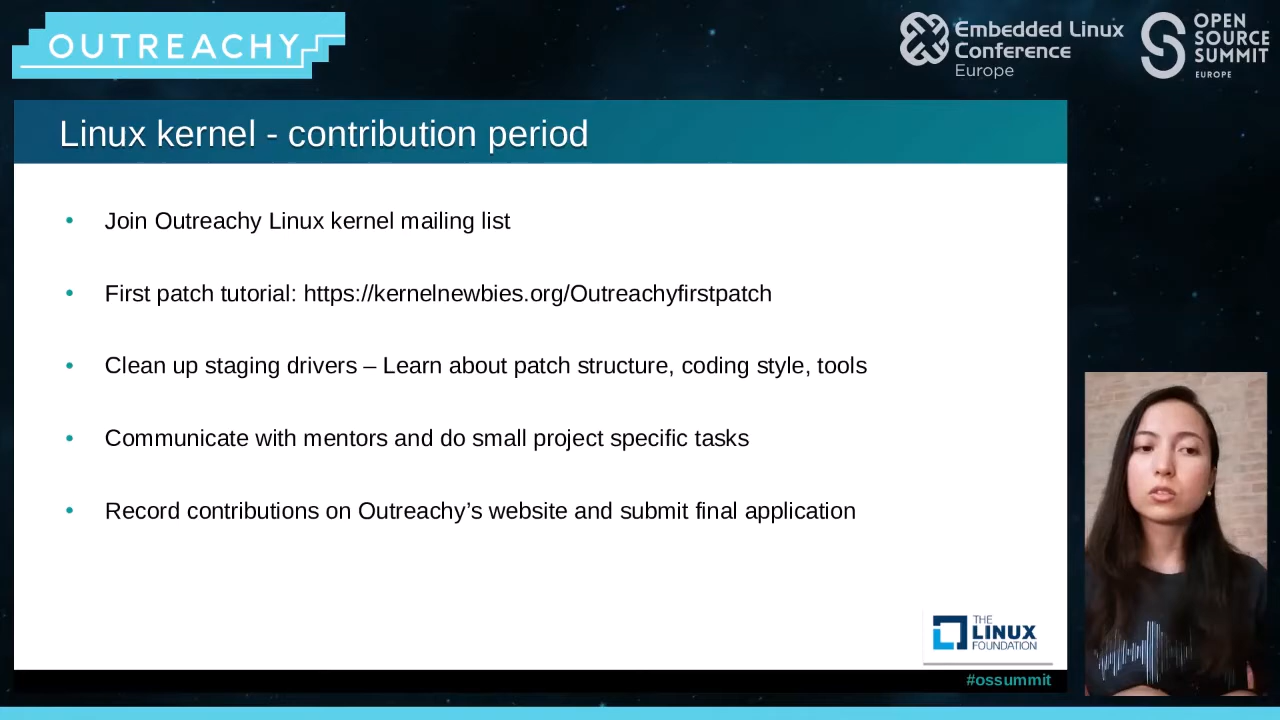 OUTREACHY
Embedded Linux
Conference
Europe
OPEN
SOURCE
SUMMIT
EUROPE
Linux kernel - contribution period
• Join Outreachy Linux kernel mailing list
• First patch tutorial: https://kernelnewbies.org/Outreachyfirstpatch
• Clean up staging drivers – Learn about patch structure, coding style, tools
• Communicate with mentors and do small project specific tasks
• Record contributions on Outreachy’s website and submit final application
THE
LINUX
FOUNDATION
#ossummit